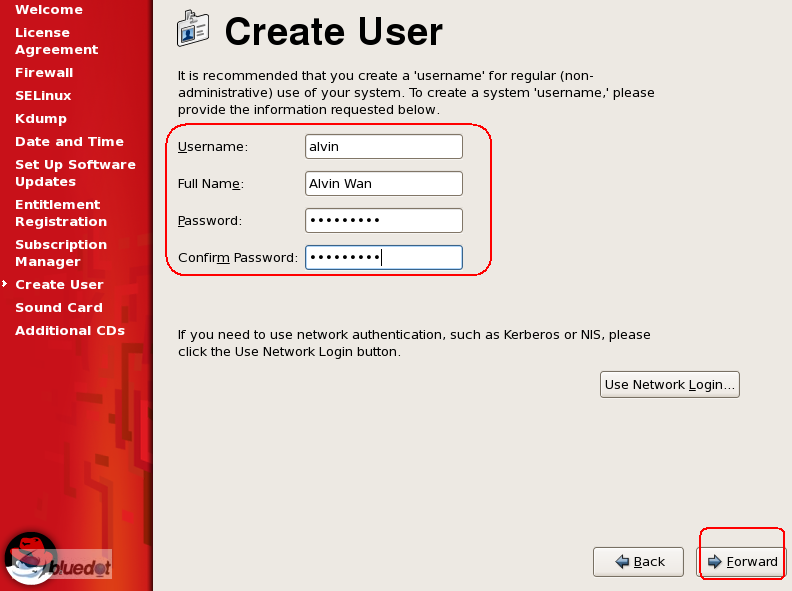 Welcome
License
Agreement
Firewall
SELinux
Kdump
Date and Time
Set Up Software
Updates
Entitlement
Registration
Subscription
Manager
Create User
Sound Card
Additional CDs
bluedot
Create User
It is recommended that you create a 'username' for regular (non-
administrative) use of your system. To create a system 'username,' please
provide the information requested below.
Username: alvin
Full Name: Alvin Wan
Password: •••••••••
Confirm Password: •••••••••
If you need to use network authentication, such as Kerberos or NIS, please
click the Use Network Login button.
Use Network Login...
Back Forward